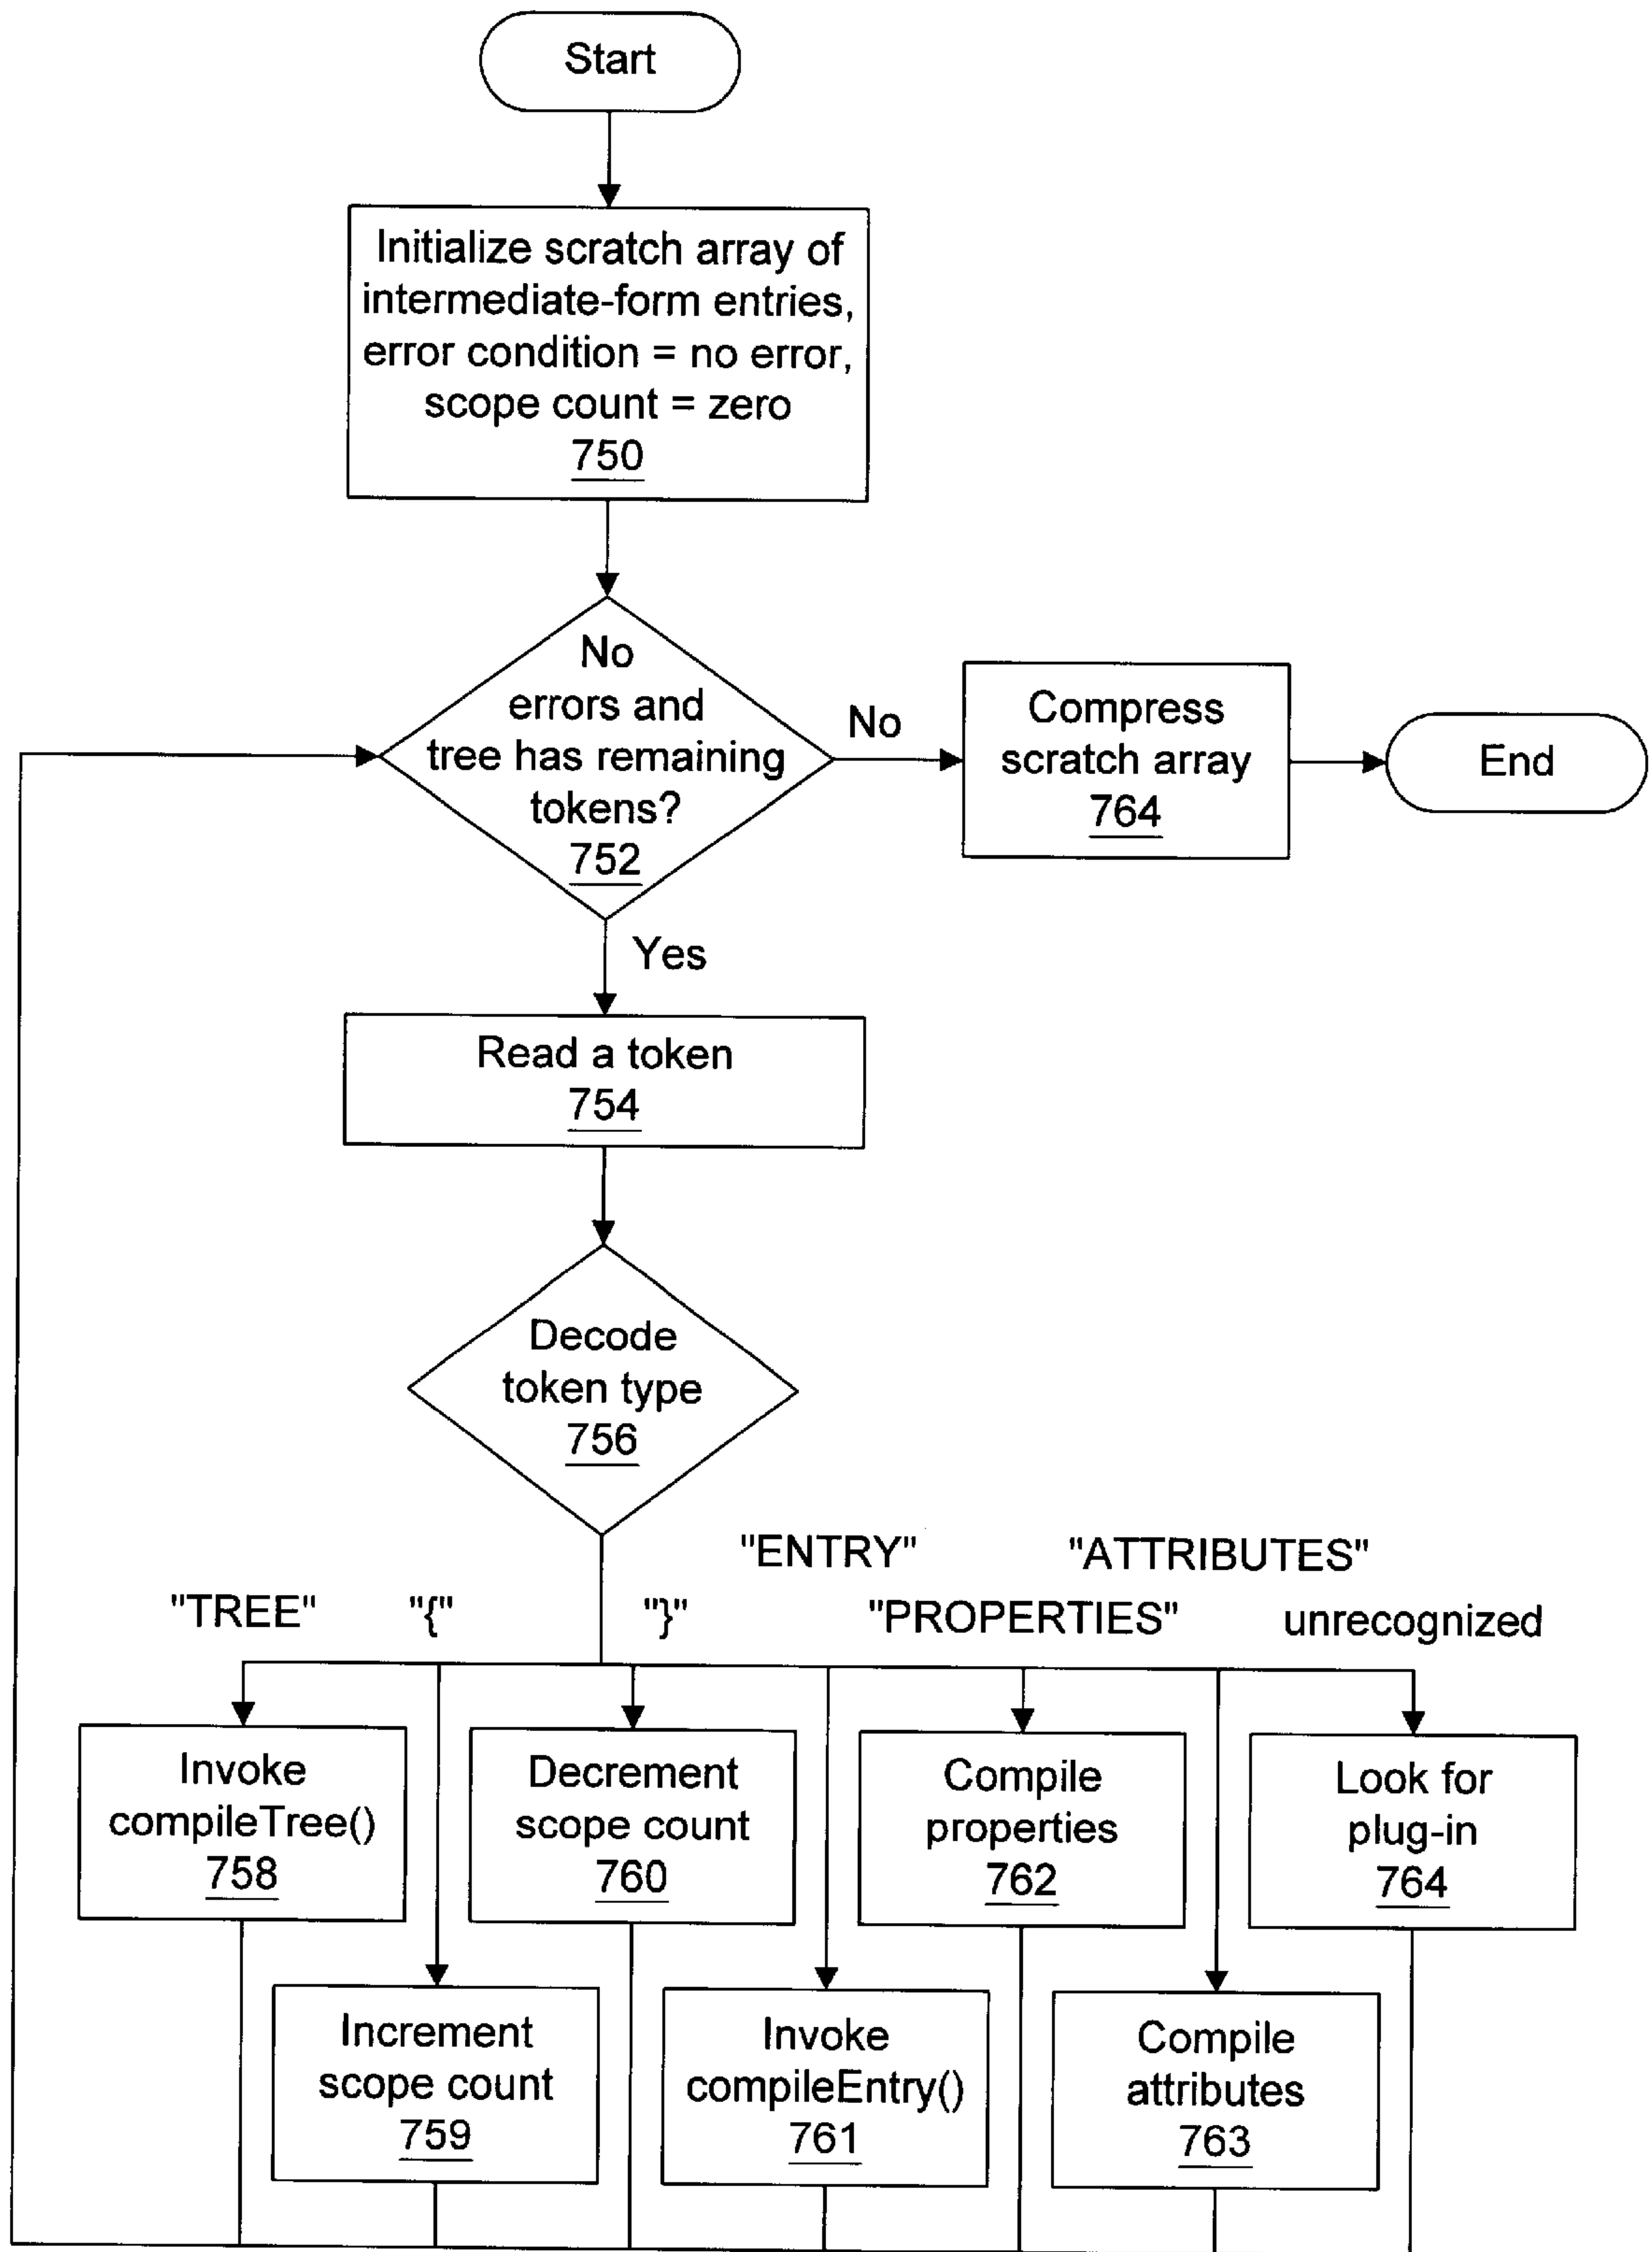 Start
Initialize scratch array of
intermediate-form entries,
error condition = no error,
scope count = zero
750
No
errors and
tree has remaining
tokens?
752
No
Compress
scratch array
764
End
Yes
Read a token
754
Decode
token type
756
"ENTRY" "ATTRIBUTES"
"TREE" "{" "}" "PROPERTIES" unrecognized
Invoke
compileTree()
758
Decrement
scope count
760
Compile
properties
762
Look for
plug-in
764
Increment
scope count
759
Invoke
compileEntry()
761
Compile
attributes
763